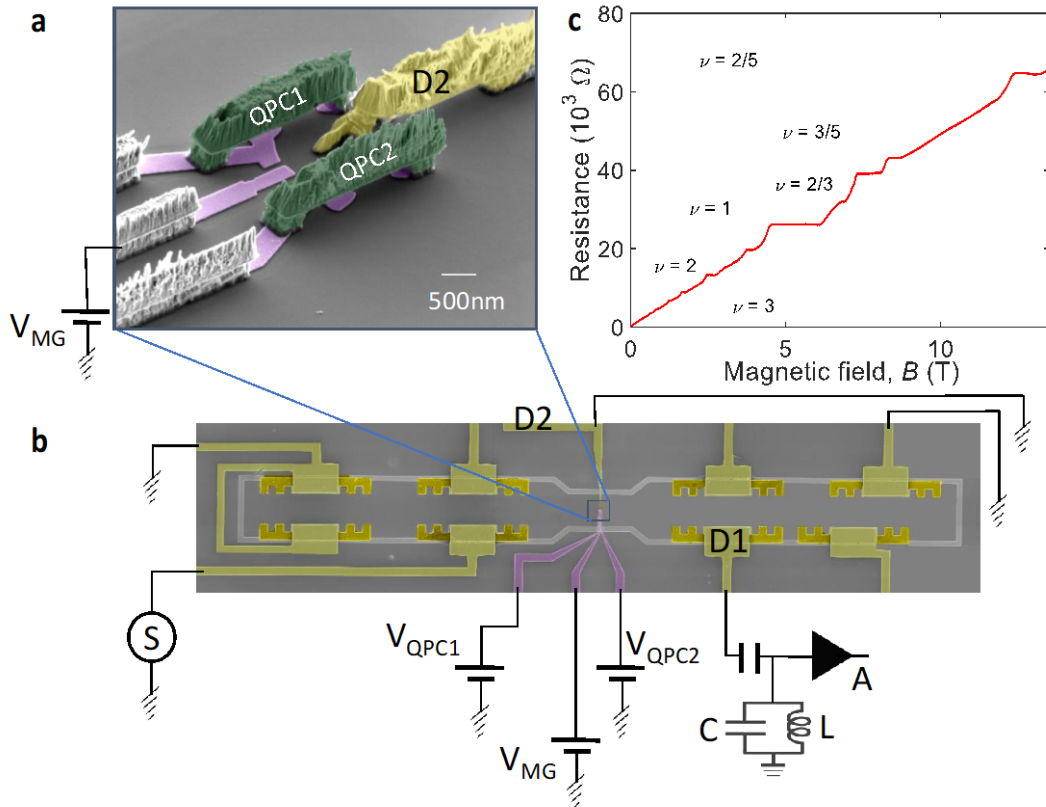 a
QPC1
D2
QPC2
500nm
V_MG
c
Resistance (10³ Ω)
80
60
40
20
0
0
5
10
Magnetic field, B (T)
ν = 2/5
ν = 3/5
ν = 2/3
ν = 1
ν = 2
ν = 3
b
D2
D1
S
V_QPC1
V_QPC2
V_MG
A
C
L